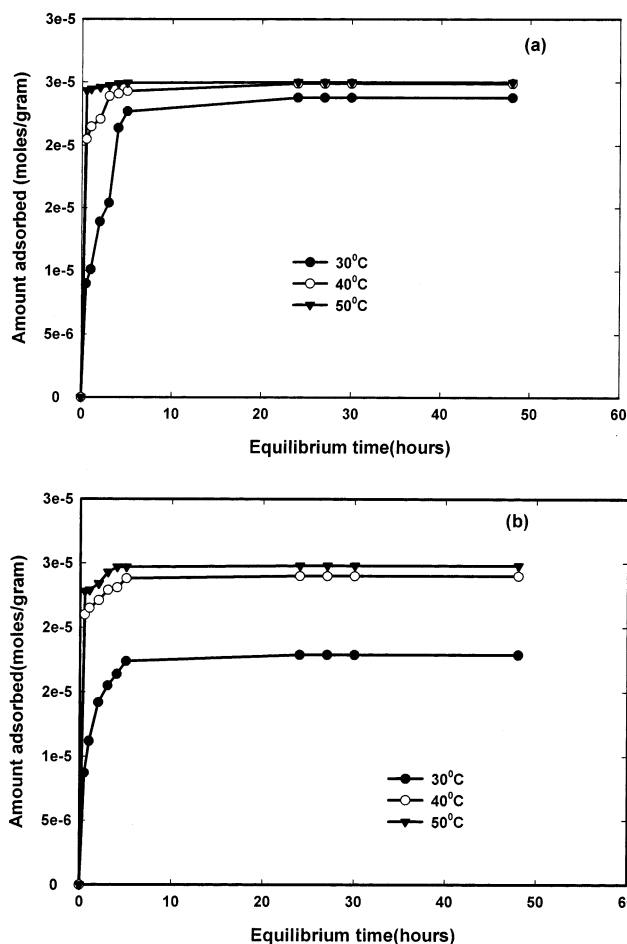 (a)
3e-5
3e-5
2e-5
2e-5
1e-5
5e-6
0
Amount adsorbed (moles/gram)
30⁰C
40⁰C
50⁰C
0 10 20 30 40 50 60
Equilibrium time(hours)
(b)
3e-5
3e-5
2e-5
2e-5
1e-5
5e-6
0
Amount adsorbed(moles/gram)
30⁰C
40⁰C
50⁰C
0 10 20 30 40 50 60
Equilibrium time(hours)